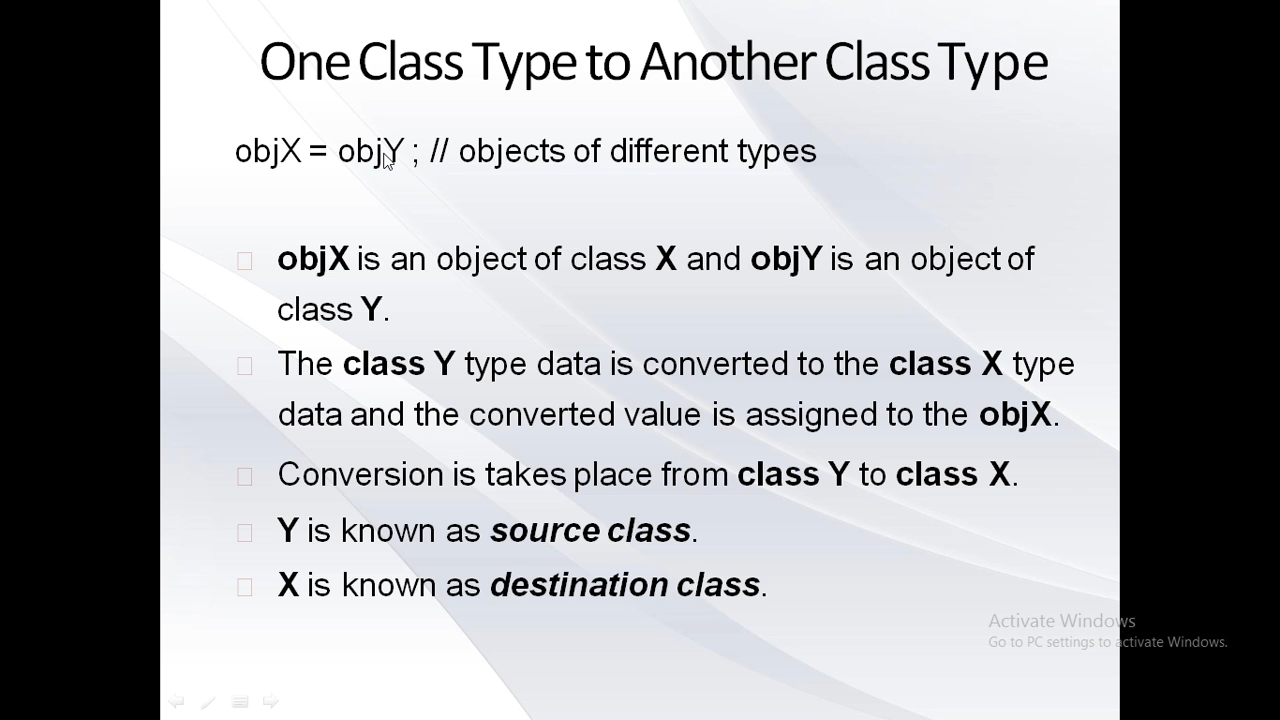 One Class Type to Another Class Type
objX = objY ; // objects of different types
objX is an object of class X and objY is an object of
class Y.
The class Y type data is converted to the class X type
data and the converted value is assigned to the objX.
Conversion is takes place from class Y to class X.
Y is known as source class.
X is known as destination class.
Activate Windows
Go to PC settings to activate Windows.